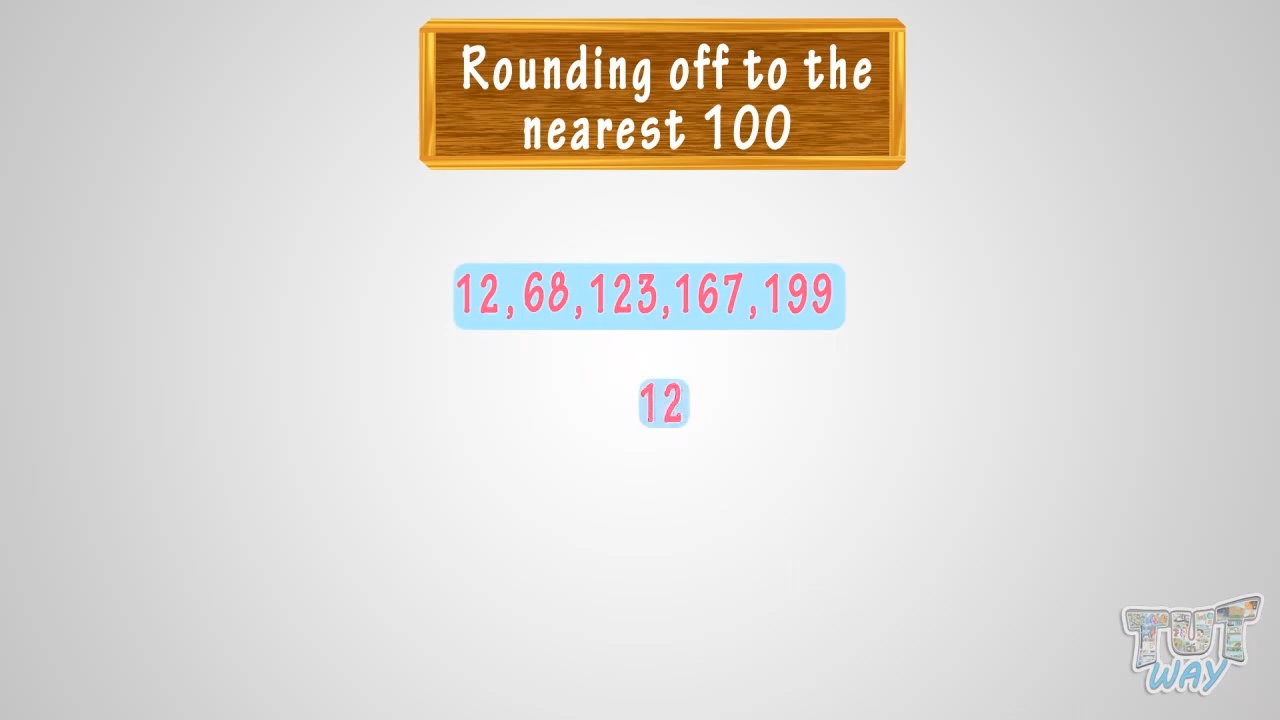 Rounding off to the
nearest 100
12,68,123,167,199
12
TUT
WAY